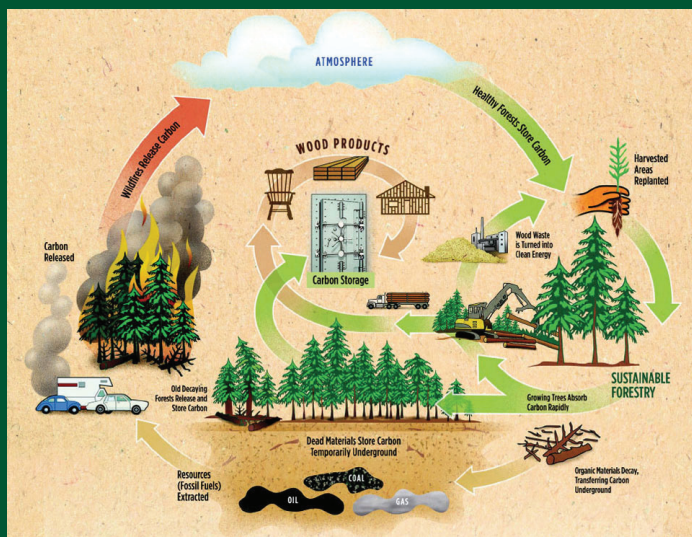 ATMOSPHERE
Wildfires Release Carbon
Healthy Forests Store Carbon
WOOD PRODUCTS
Harvested
Areas
Replanted
Carbon
Released
Wood Waste
is Turned into
Clean Energy
Carbon Storage
Old Decaying
Forests Release and
Store Carbon
Growing Trees Absorb
Carbon Rapidly
SUSTAINABLE
FORESTRY
Dead Materials Store Carbon
Temporarily Underground
Resources
(Fossil Fuels)
Extracted
COAL
OIL
GAS
Organic Materials Decay,
Transferring Carbon
Underground